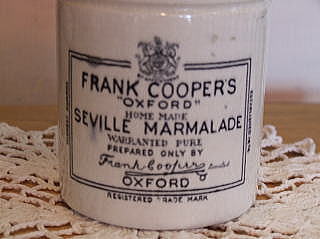 FRANK COOPER'S
"OXFORD"
HOME MADE
SEVILLE MARMALADE
WARRANTED PURE
PREPARED ONLY BY
Frank Cooper Limited
OXFORD
REGISTERED TRADE MARK